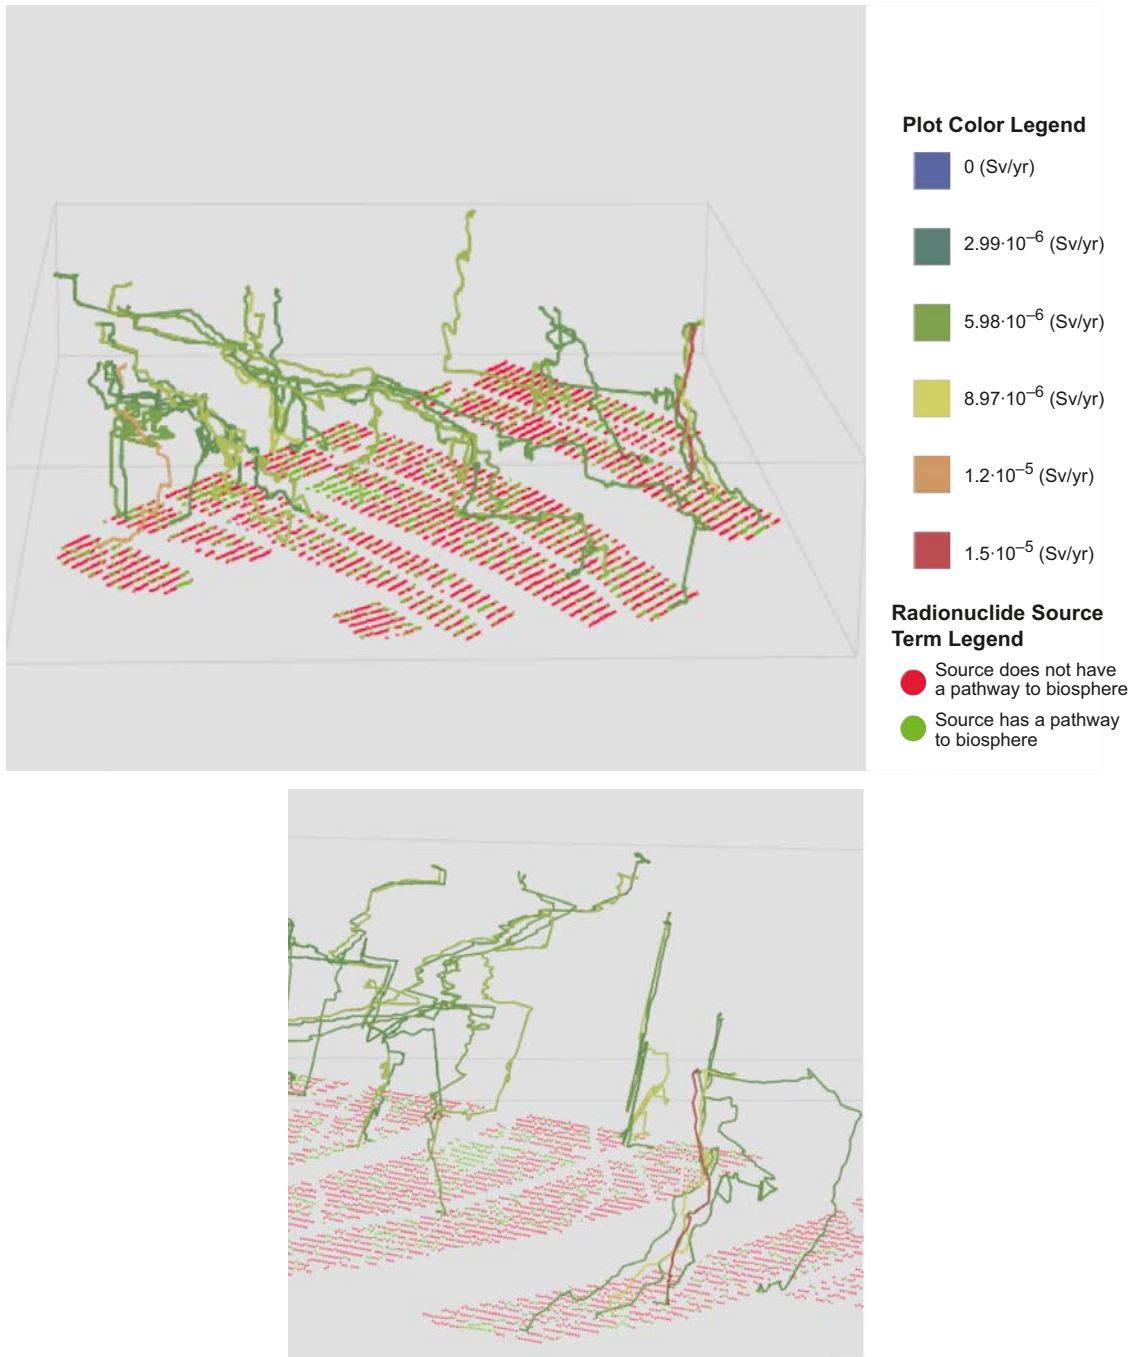 Plot Color Legend
0 (Sv/yr)
2.99·10–6 (Sv/yr)
5.98·10–6 (Sv/yr)
8.97·10–6 (Sv/yr)
1.2·10–5 (Sv/yr)
1.5·10–5 (Sv/yr)
Radionuclide Source
Term Legend
Source does not have
a pathway to biosphere
Source has a pathway
to biosphere